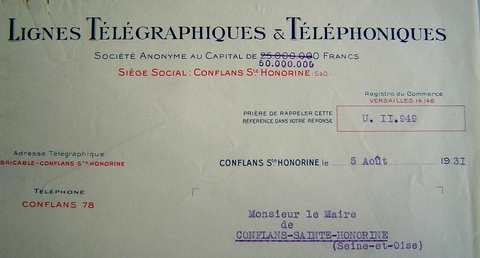 LIGNES TÉLÉGRAPHIQUES & TÉLÉPHONIQUES
SOCIÉTÉ ANONYME AU CAPITAL DE 25.000.000 FRANCS
50.000.000
SIÈGE SOCIAL: CONFLANS STE HONORINE (S&O)
Registre du Commerce
VERSAILLES 14.146
PRIÈRE DE RAPPELER CETTE
RÉFÉRENCE DANS VOTRE RÉPONSE
U. II.949
Adresse Télégraphique
BRICABLE-CONFLANS STE HONORINE
CONFLANS STE HONORINE le 5 Août 1931
TÉLÉPHONE
CONFLANS 78
Monsieur le Maire
de
CONFLANS-SAINTE-HONORINE
(Seine-et-Oise)